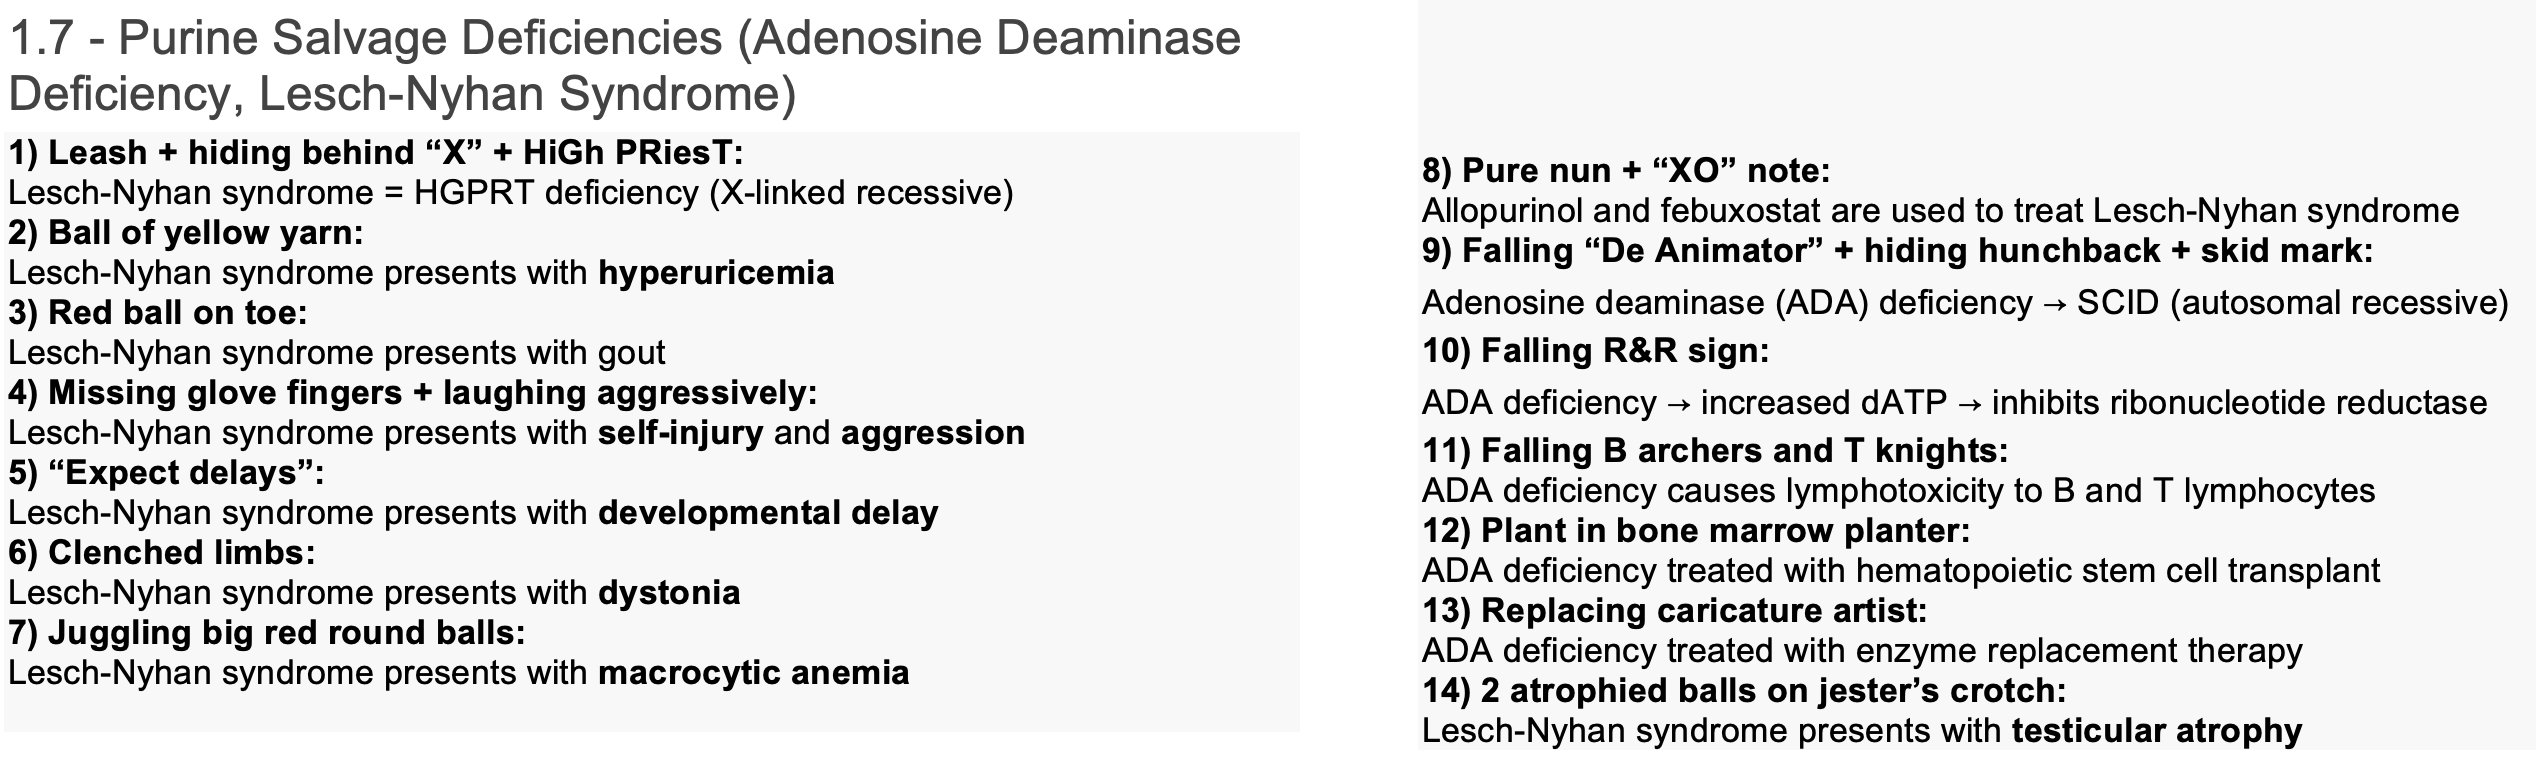 1.7 - Purine Salvage Deficiencies (Adenosine Deaminase
Deficiency, Lesch-Nyhan Syndrome)
1) Leash + hiding behind “X” + HiGh PRiesT:
Lesch-Nyhan syndrome = HGPRT deficiency (X-linked recessive)
2) Ball of yellow yarn:
Lesch-Nyhan syndrome presents with hyperuricemia
3) Red ball on toe:
Lesch-Nyhan syndrome presents with gout
4) Missing glove fingers + laughing aggressively:
Lesch-Nyhan syndrome presents with self-injury and aggression
5) “Expect delays”:
Lesch-Nyhan syndrome presents with developmental delay
6) Clenched limbs:
Lesch-Nyhan syndrome presents with dystonia
7) Juggling big red round balls:
Lesch-Nyhan syndrome presents with macrocytic anemia
8) Pure nun + “XO” note:
Allopurinol and febuxostat are used to treat Lesch-Nyhan syndrome
9) Falling “De Animator” + hiding hunchback + skid mark:
Adenosine deaminase (ADA) deficiency → SCID (autosomal recessive)
10) Falling R&R sign:
ADA deficiency → increased dATP → inhibits ribonucleotide reductase
11) Falling B archers and T knights:
ADA deficiency causes lymphotoxicity to B and T lymphocytes
12) Plant in bone marrow planter:
ADA deficiency treated with hematopoietic stem cell transplant
13) Replacing caricature artist:
ADA deficiency treated with enzyme replacement therapy
14) 2 atrophied balls on jester’s crotch:
Lesch-Nyhan syndrome presents with testicular atrophy